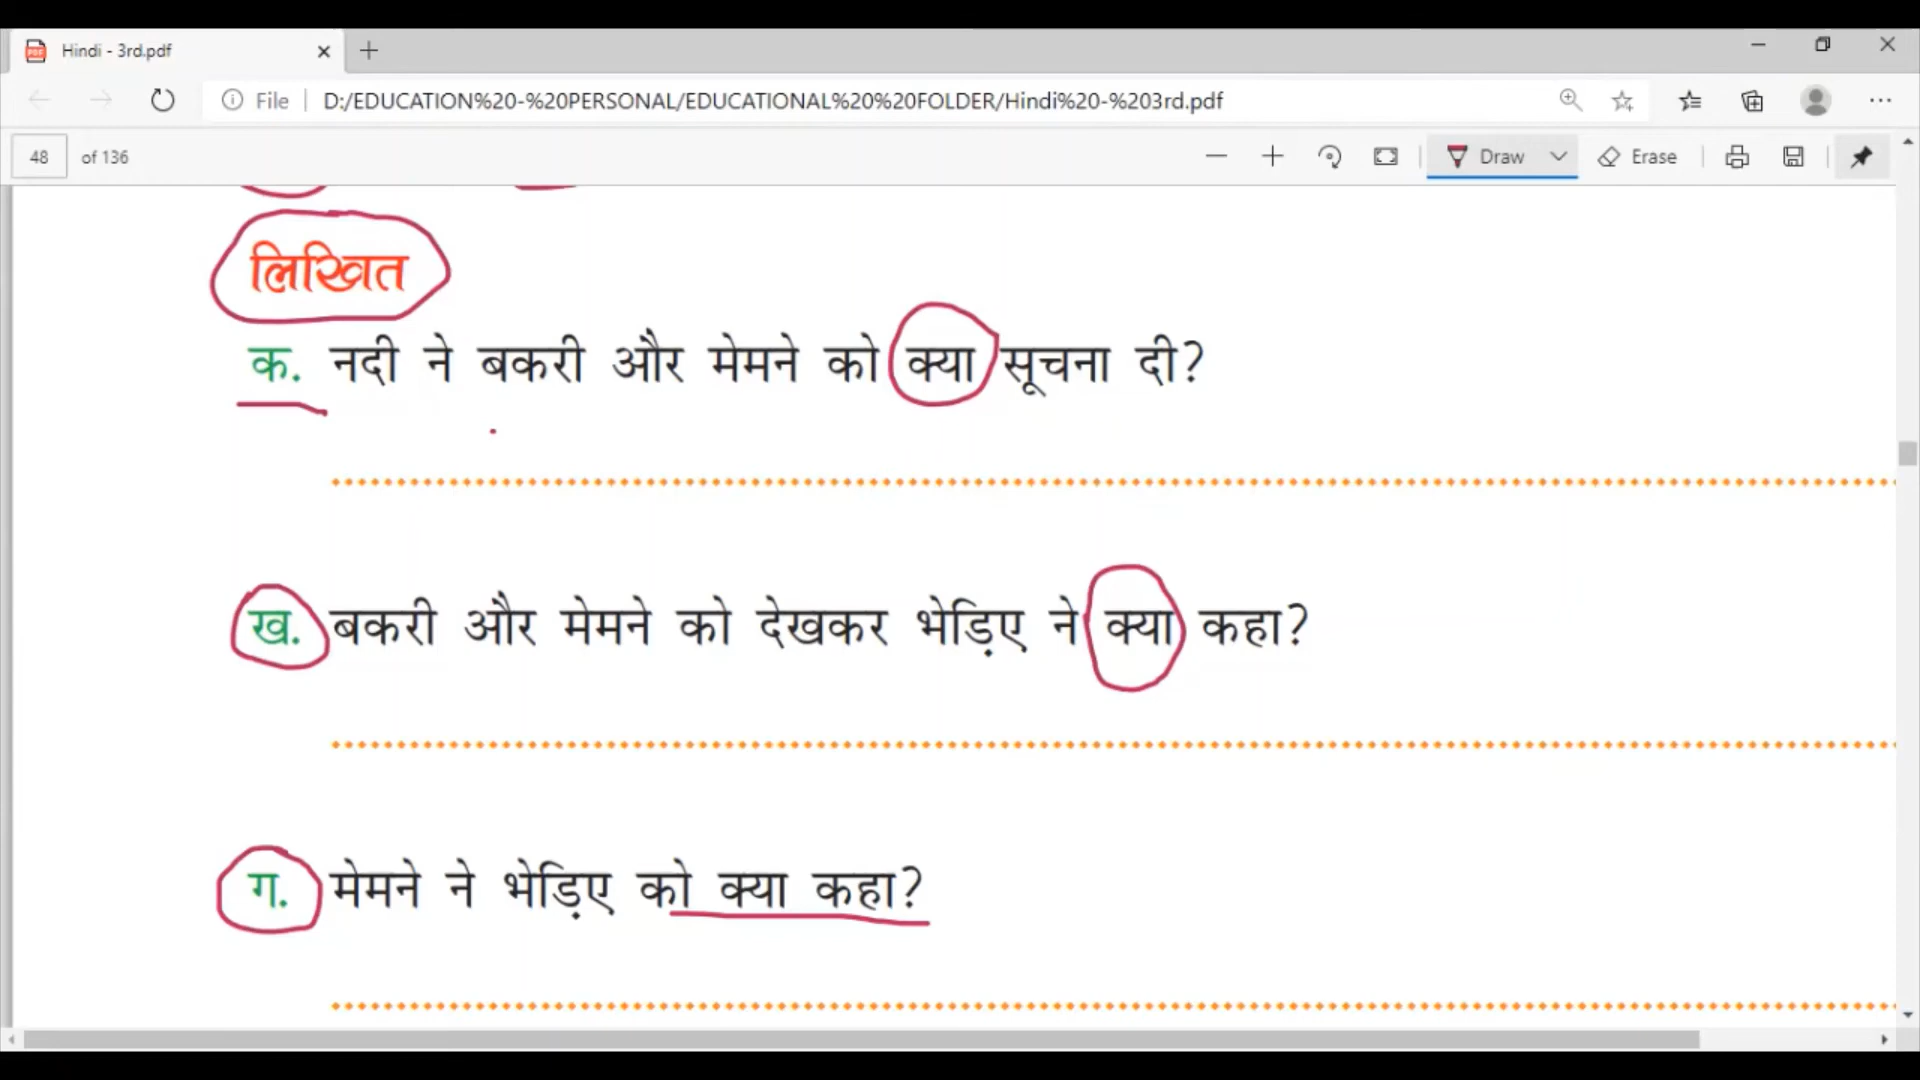 Hindi - 3rd.pdf
File D:/EDUCATION%20-%20PERSONAL/EDUCATIONAL%20%20FOLDER/Hindi%20-%203rd.pdf
48 of 136 Draw Erase
लिखित
क. नदी ने बकरी और मेमने को क्या सूचना दी?
ख. बकरी और मेमने को देखकर भेड़िए ने क्या कहा?
ग. मेमने ने भेड़िए को क्या कहा?